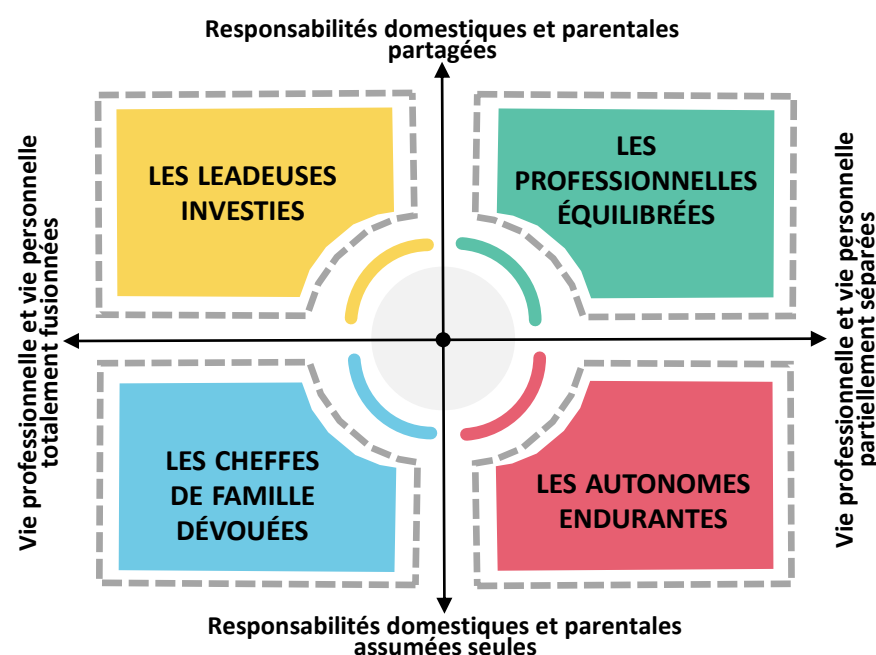 Responsabilités domestiques et parentales
partagées
Vie professionnelle et vie personnelle
totalement fusionnées
LES LEADEUSES
INVESTIES
LES
PROFESSIONNELLES
ÉQUILIBRÉES
Vie professionnelle et vie personnelle
partiellement séparées
LES CHEFFES
DE FAMILLE
DÉVOUÉES
LES AUTONOMES
ENDURANTES
Responsabilités domestiques et parentales
assumées seules